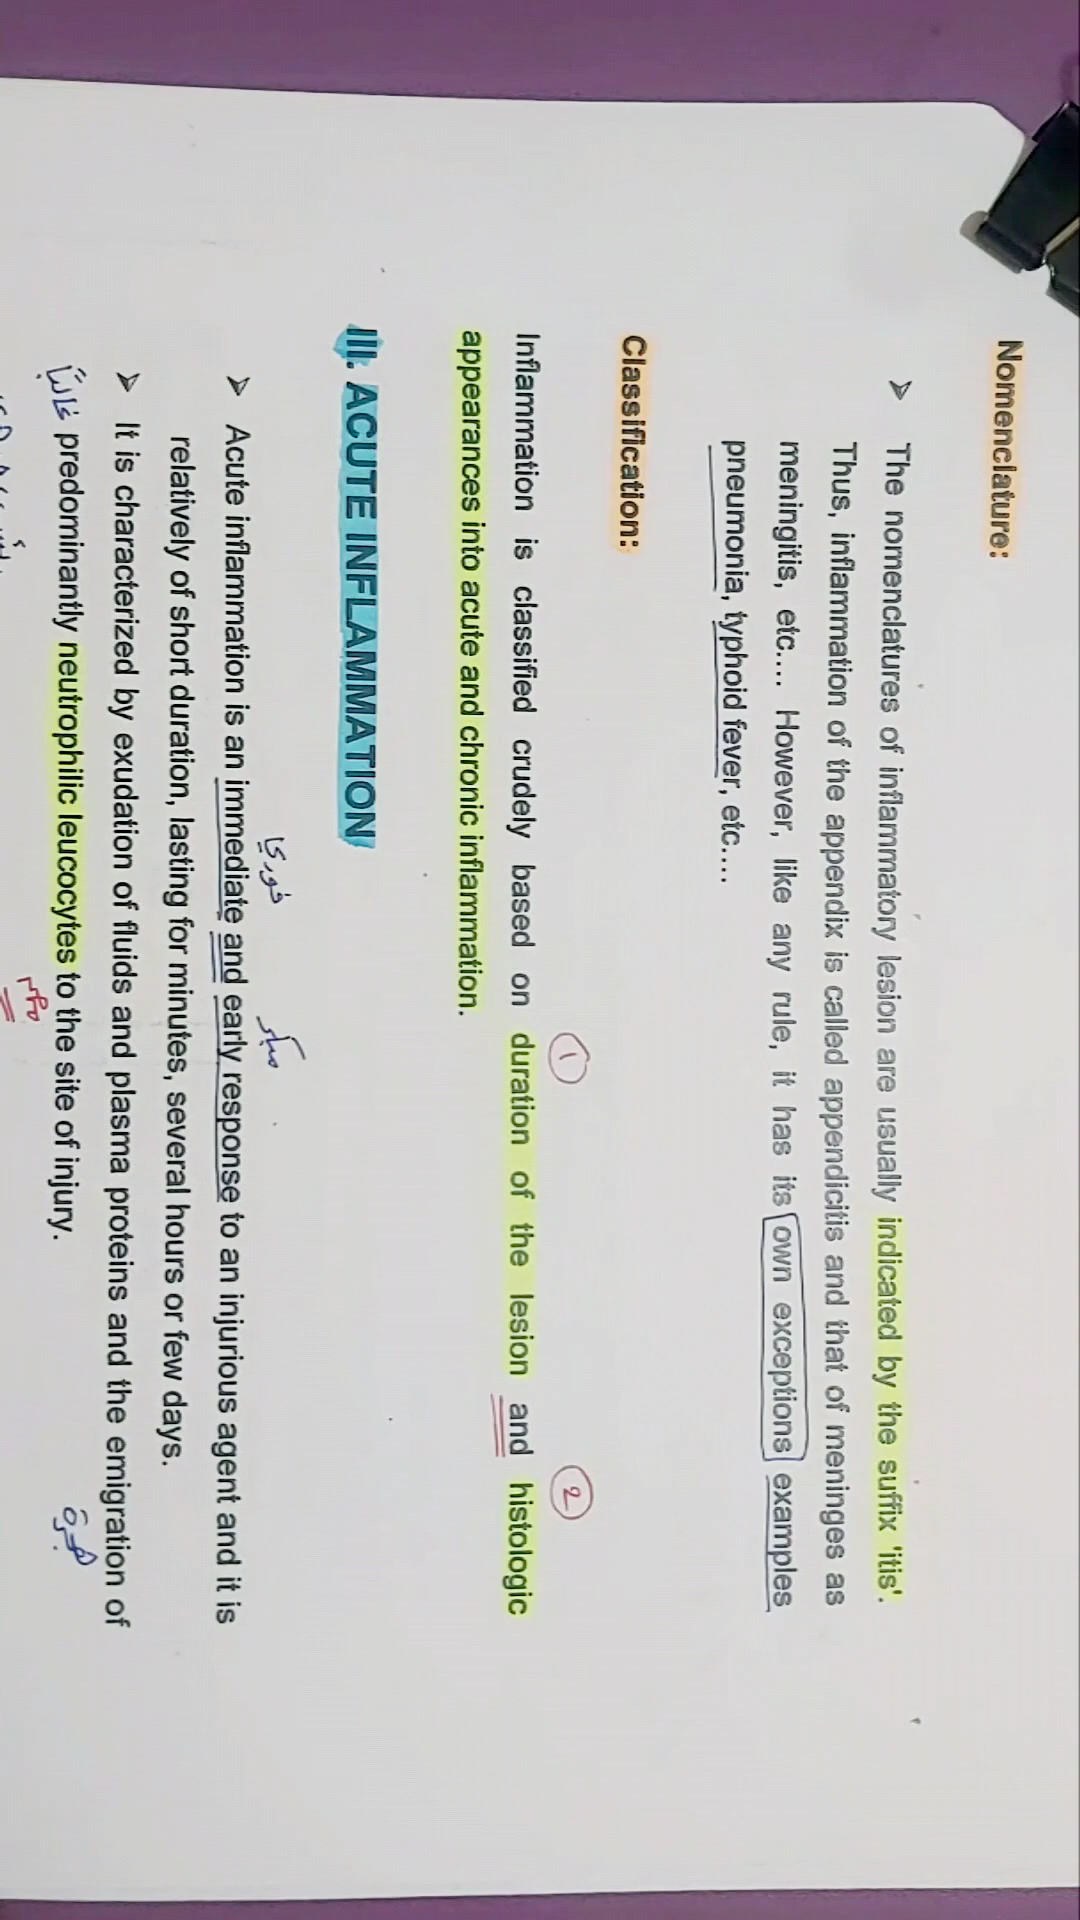 Nomenclature:
➢ The nomenclatures of inflammatory lesion are usually indicated by the suffix 'itis'.
Thus, inflammation of the appendix is called appendicitis and that of meninges as
meningitis, etc.... However, like any rule, it has its own exceptions examples
pneumonia, typhoid fever, etc....
Classification:
① ②
Inflammation is classified crudely based on duration of the lesion and histologic
appearances into acute and chronic inflammation.
III. ACUTE INFLAMMATION
فوري مبكر
➢ Acute inflammation is an immediate and early response to an injurious agent and it is
relatively of short duration, lasting for minutes, several hours or few days.
➢ It is characterized by exudation of fluids and plasma proteins and the emigration of
هجرة
غالبًا predominantly neutrophilic leucocytes to the site of injury.